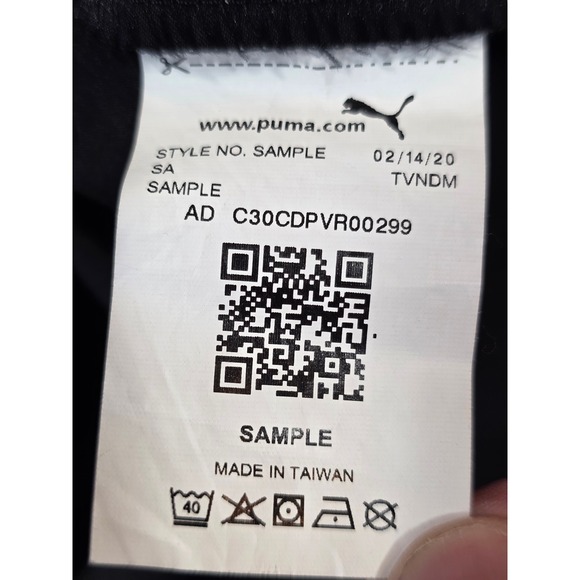 www.puma.com
STYLE NO. SAMPLE 02/14/20
SA TVNDM
SAMPLE
AD C30CDPVR00299
SAMPLE
MADE IN TAIWAN
40